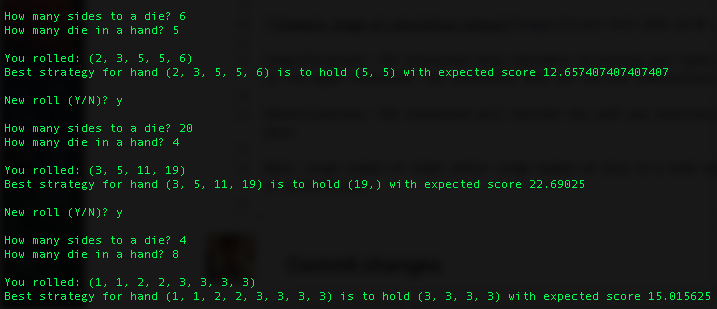 How many sides to a die? 6
How many die in a hand? 5
You rolled: (2, 3, 5, 5, 6)
Best strategy for hand (2, 3, 5, 5, 6) is to hold (5, 5) with expected score 12.657407407407407
New roll (Y/N)? y
How many sides to a die? 20
How many die in a hand? 4
You rolled: (3, 5, 11, 19)
Best strategy for hand (3, 5, 11, 19) is to hold (19,) with expected score 22.69025
New roll (Y/N)? y
How many sides to a die? 4
How many die in a hand? 8
You rolled: (1, 1, 2, 2, 3, 3, 3, 3)
Best strategy for hand (1, 1, 2, 2, 3, 3, 3, 3) is to hold (3, 3, 3, 3) with expected score 15.015625